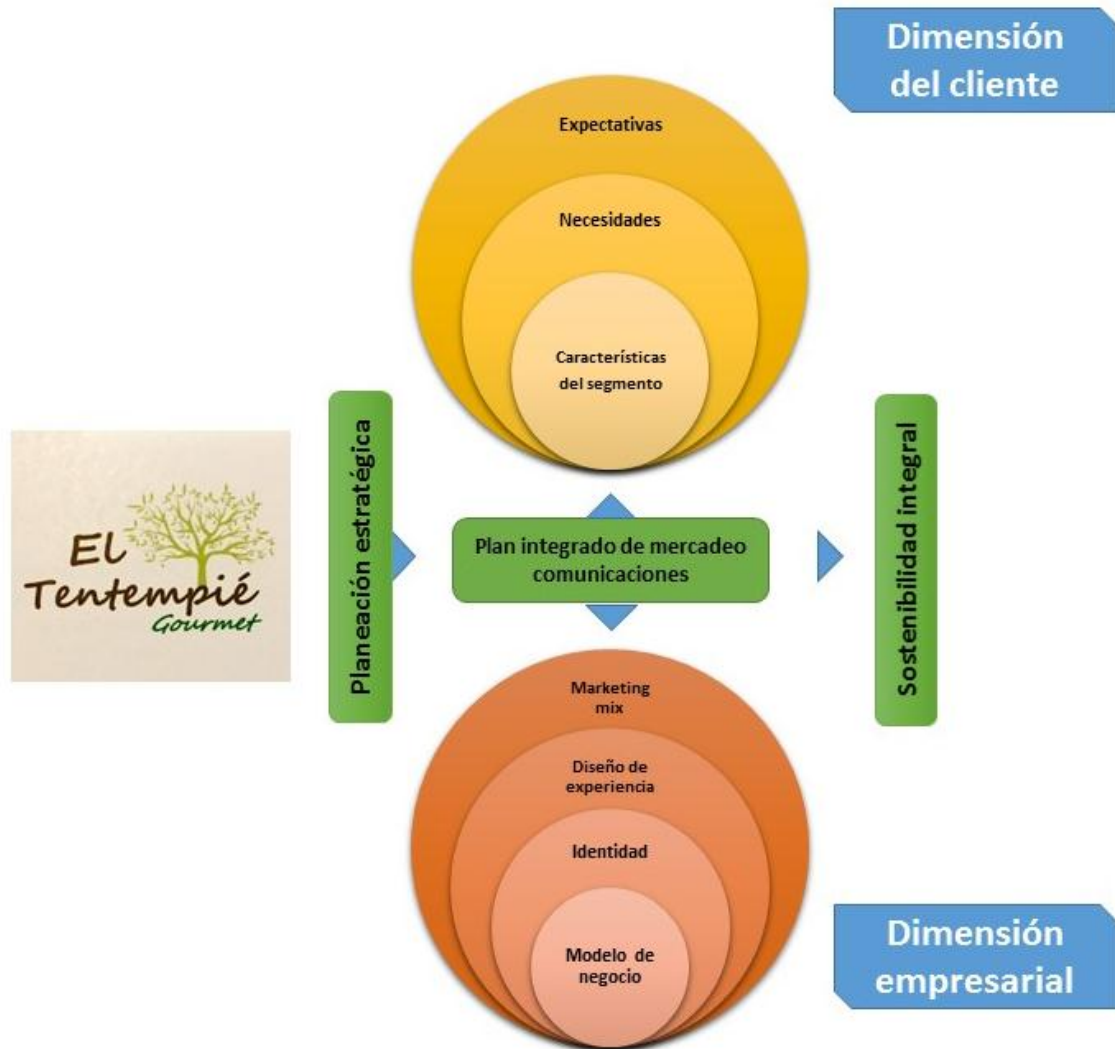 Dimensión
del cliente
Expectativas
Necesidades
Características
del segmento
Planeación estratégica
El
Tentempié
Gourmet
Plan integrado de mercadeo
comunicaciones
Sostenibilidad integral
Marketing
mix
Diseño de
experiencia
Identidad
Modelo de
negocio
Dimensión
empresarial